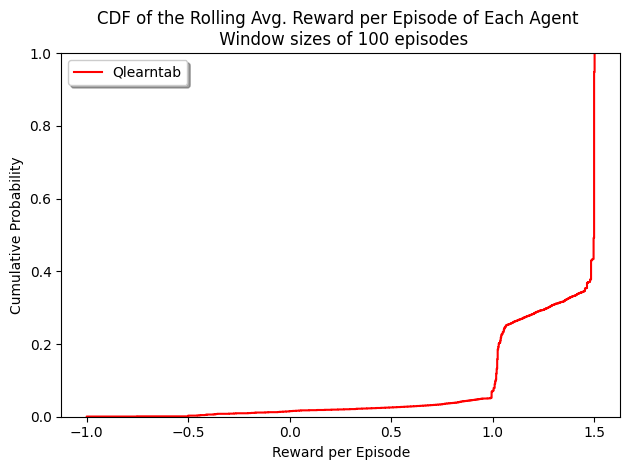 CDF of the Rolling Avg. Reward per Episode of Each Agent
Window sizes of 100 episodes
Qlearntab
1.0
0.8
0.6
0.4
0.2
0.0
Cumulative Probability
−1.0 −0.5 0.0 0.5 1.0 1.5
Reward per Episode